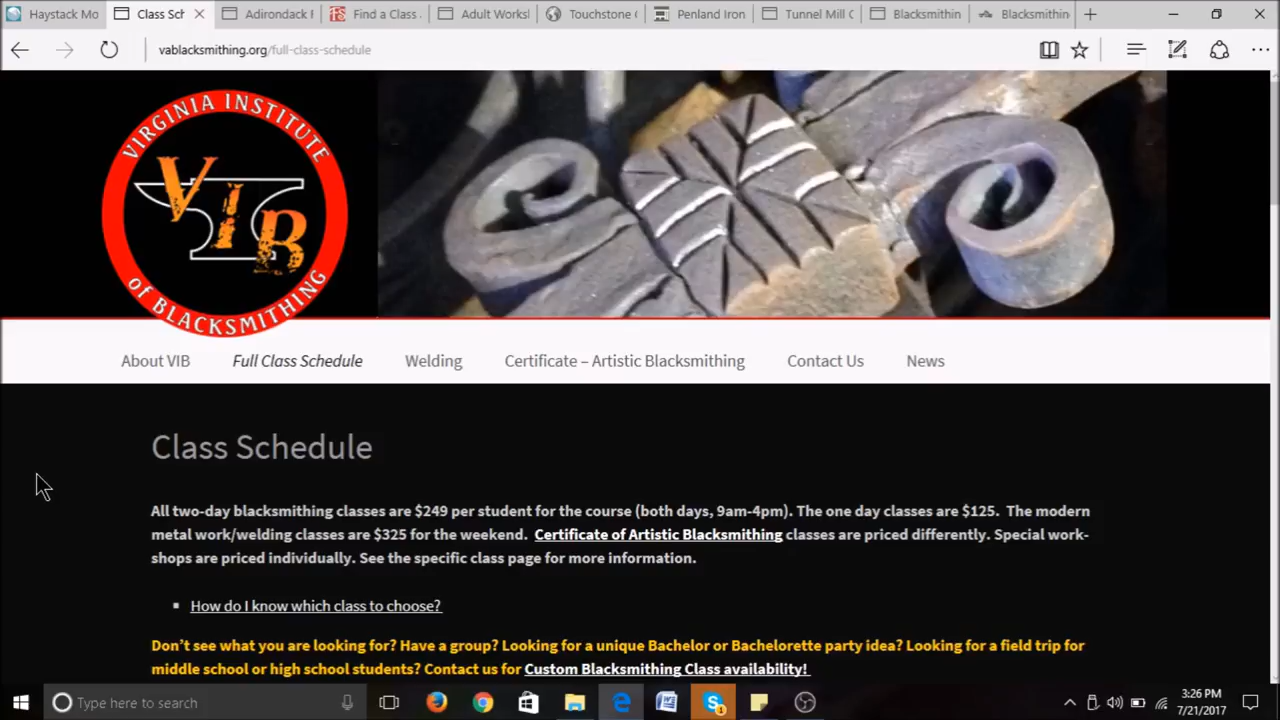 Haystack Mo
Class Sch
Adirondack
Find a Class
Adult Works
Touchstone
Penland Iron
Tunnel Mill C
Blacksmithin
Blacksmithin
vablacksmithing.org/full-class-schedule
VIRGINIA INSTITUTE
VIB
of BLACKSMITHING
About VIB
Full Class Schedule
Welding
Certificate – Artistic Blacksmithing
Contact Us
News
Class Schedule
All two-day blacksmithing classes are $249 per student for the course (both days, 9am-4pm). The one day classes are $125. The modern
metal work/welding classes are $325 for the weekend. Certificate of Artistic Blacksmithing classes are priced differently. Special work-
shops are priced individually. See the specific class page for more information.
How do I know which class to choose?
Don't see what you are looking for? Have a group? Looking for a unique Bachelor or Bachelorette party idea? Looking for a field trip for
middle school or high school students? Contact us for Custom Blacksmithing Class availability!
Type here to search
3:26 PM
7/21/2017